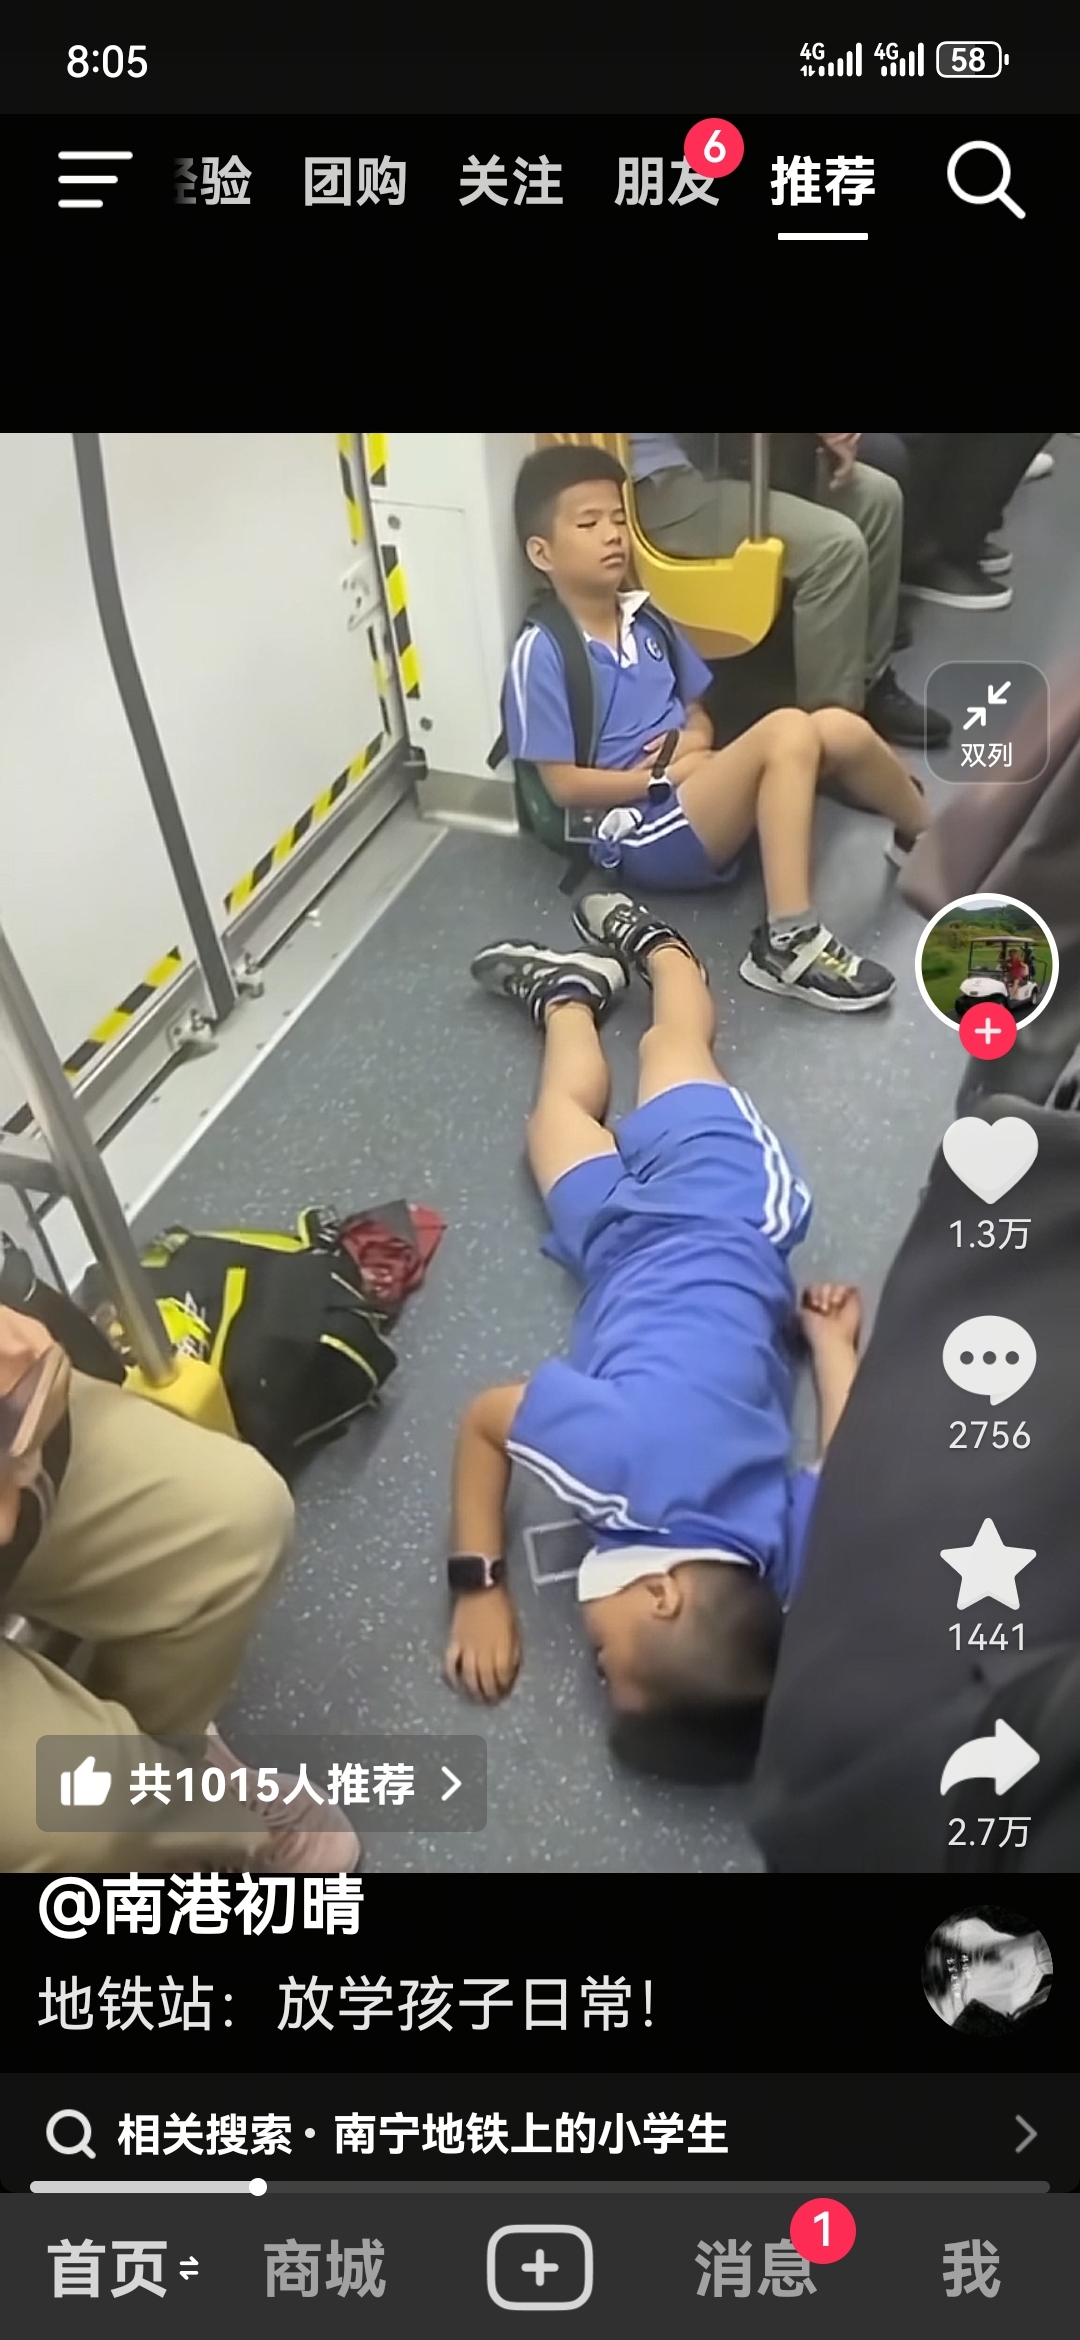 8:05
4G 4G 58
验 团购 关注 朋友 6 推荐
双列
1.3万
2756
1441
2.7万
共1015人推荐
@南港初晴
地铁站：放学孩子日常！
相关搜索·南宁地铁上的小学生
首页 商城 消息 1 我